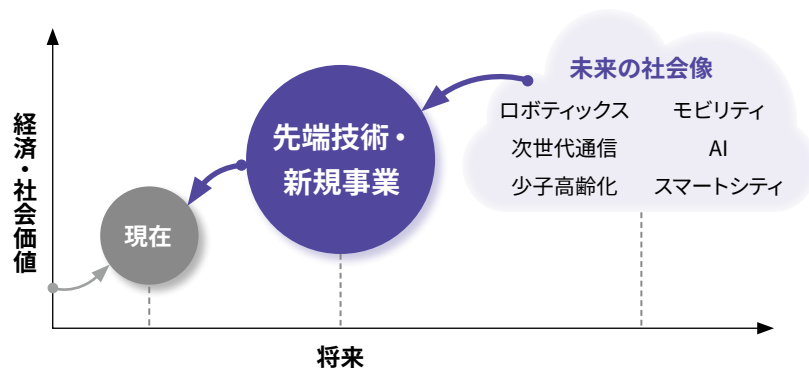 経済・社会価値
現在
先端技術・
新規事業
未来の社会像
ロボティックス　モビリティ
次世代通信　AI
少子高齢化　スマートシティ
将来